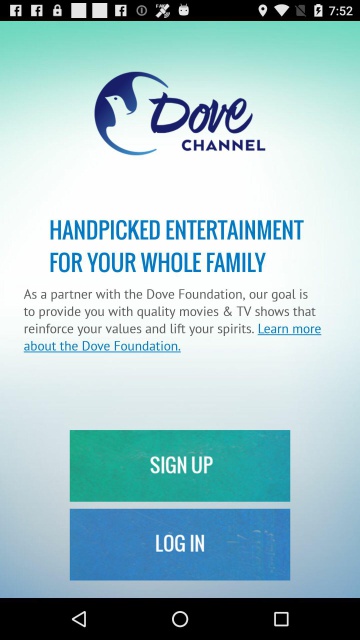 7:52
Dove
CHANNEL
HANDPICKED ENTERTAINMENT
FOR YOUR WHOLE FAMILY
As a partner with the Dove Foundation, our goal is
to provide you with quality movies & TV shows that
reinforce your values and lift your spirits. Learn more
about the Dove Foundation.
SIGN UP
LOG IN